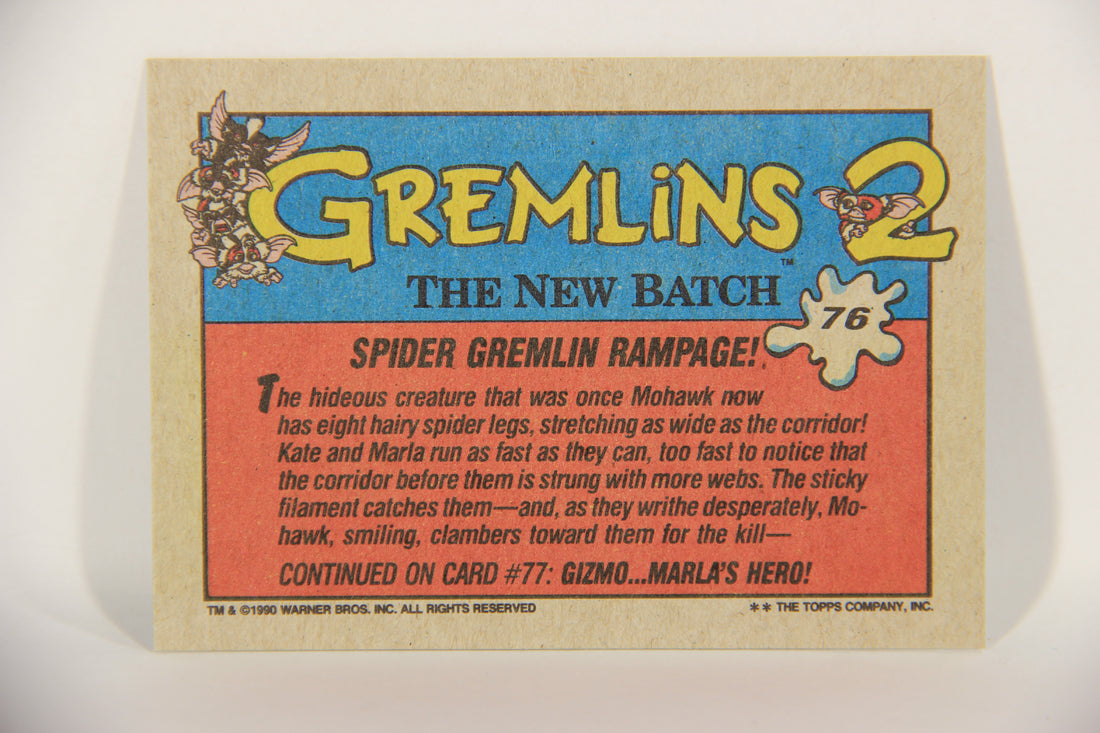 GREMLiNS 2
TM
THE NEW BATCH
76
SPIDER GREMLIN RAMPAGE!
The hideous creature that was once Mohawk now
has eight hairy spider legs, stretching as wide as the corridor!
Kate and Marla run as fast as they can, too fast to notice that
the corridor before them is strung with more webs. The sticky
filament catches them—and, as they writhe desperately, Mo-
hawk, smiling, clambers toward them for the kill—
CONTINUED ON CARD #77: GIZMO...MARLA'S HERO!
TM & ©1990 WARNER BROS. INC. ALL RIGHTS RESERVED
** THE TOPPS COMPANY, INC.